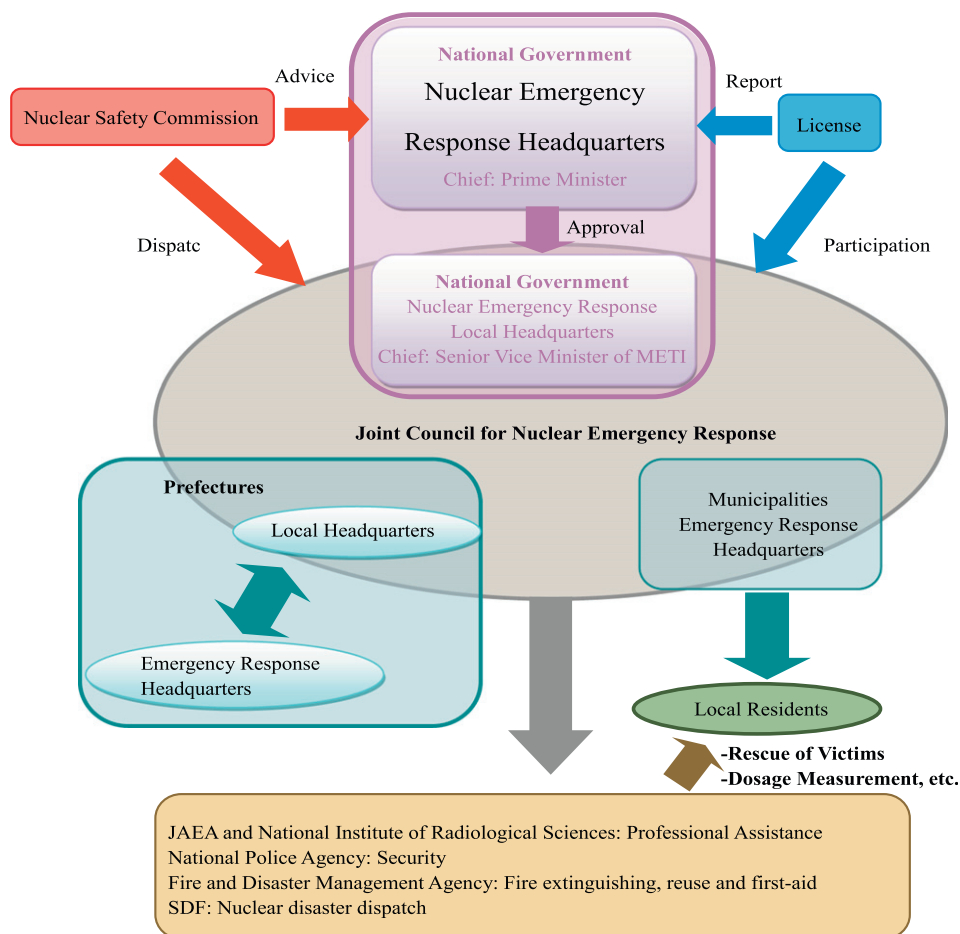 National Government
Nuclear Emergency
Response Headquarters
Chief: Prime Minister
Advice
Report
Nuclear Safety Commission
License
Approval
Dispatc
Participation
National Government
Nuclear Emergency Response
Local Headquarters
Chief: Senior Vice Minister of METI
Joint Council for Nuclear Emergency Response
Prefectures
Local Headquarters
Emergency Response
Headquarters
Municipalities
Emergency Response
Headquarters
Local Residents
-Rescue of Victims
-Dosage Measurement, etc.
JAEA and National Institute of Radiological Sciences: Professional Assistance
National Police Agency: Security
Fire and Disaster Management Agency: Fire extinguishing, reuse and first-aid
SDF: Nuclear disaster dispatch